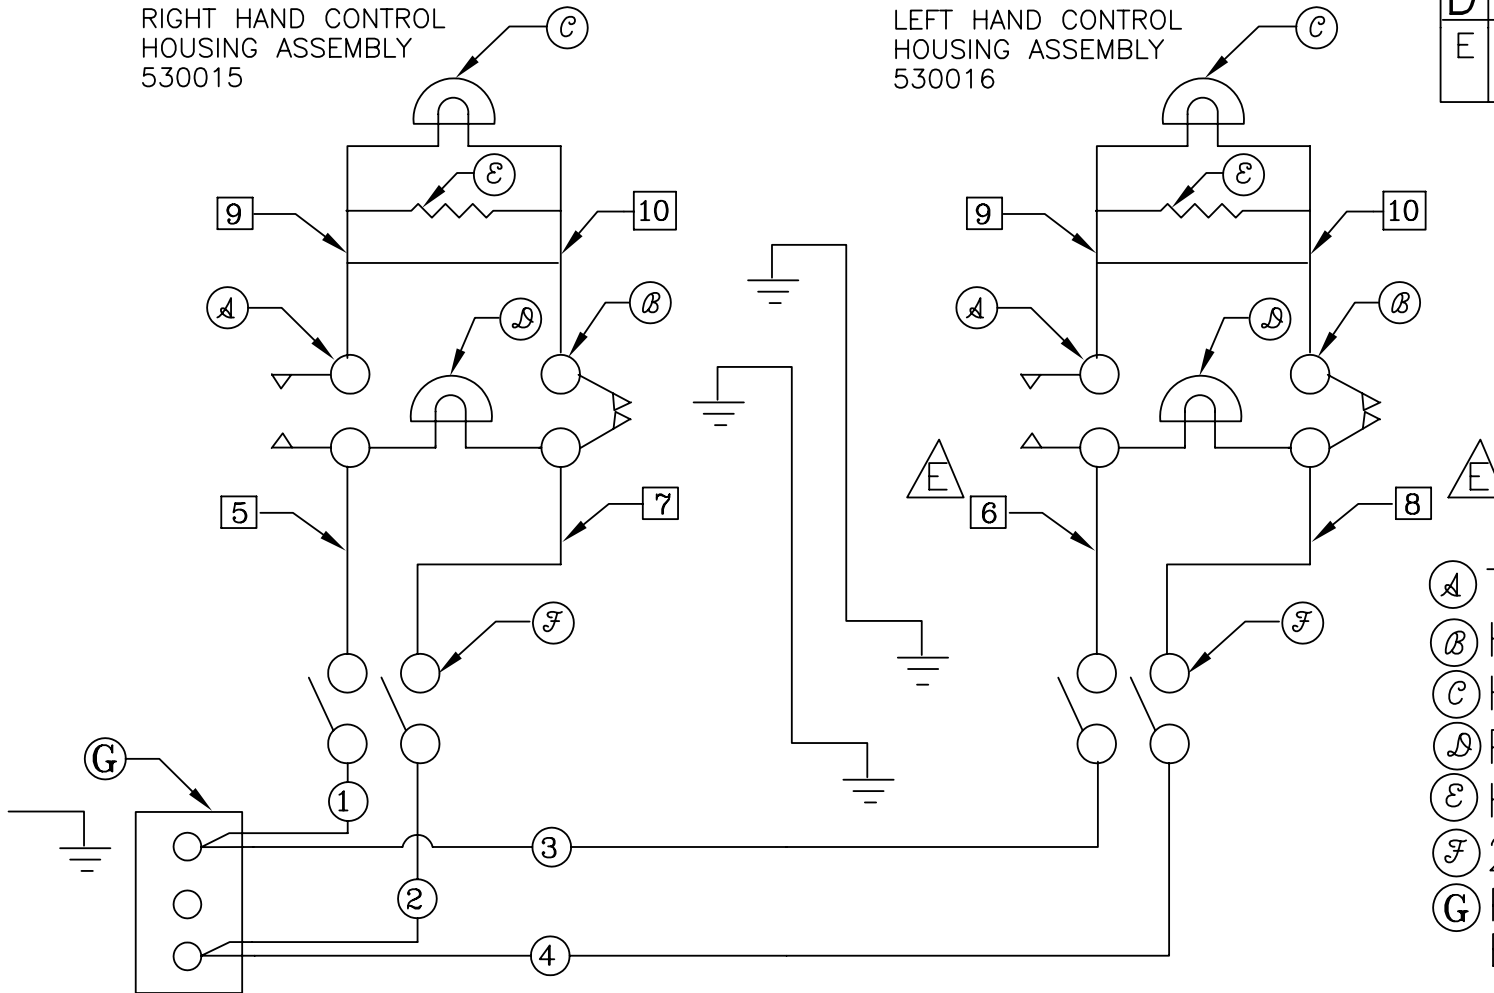 RIGHT HAND CONTROL
HOUSING ASSEMBLY
530015
C
LEFT HAND CONTROL
HOUSING ASSEMBLY
530016
C
D
E
E
9
10
E
9
10
A
D
B
A
D
B
E
E
5
7
6
8
F
F
A
B
C
D
E
F
G
G
1
3
2
4